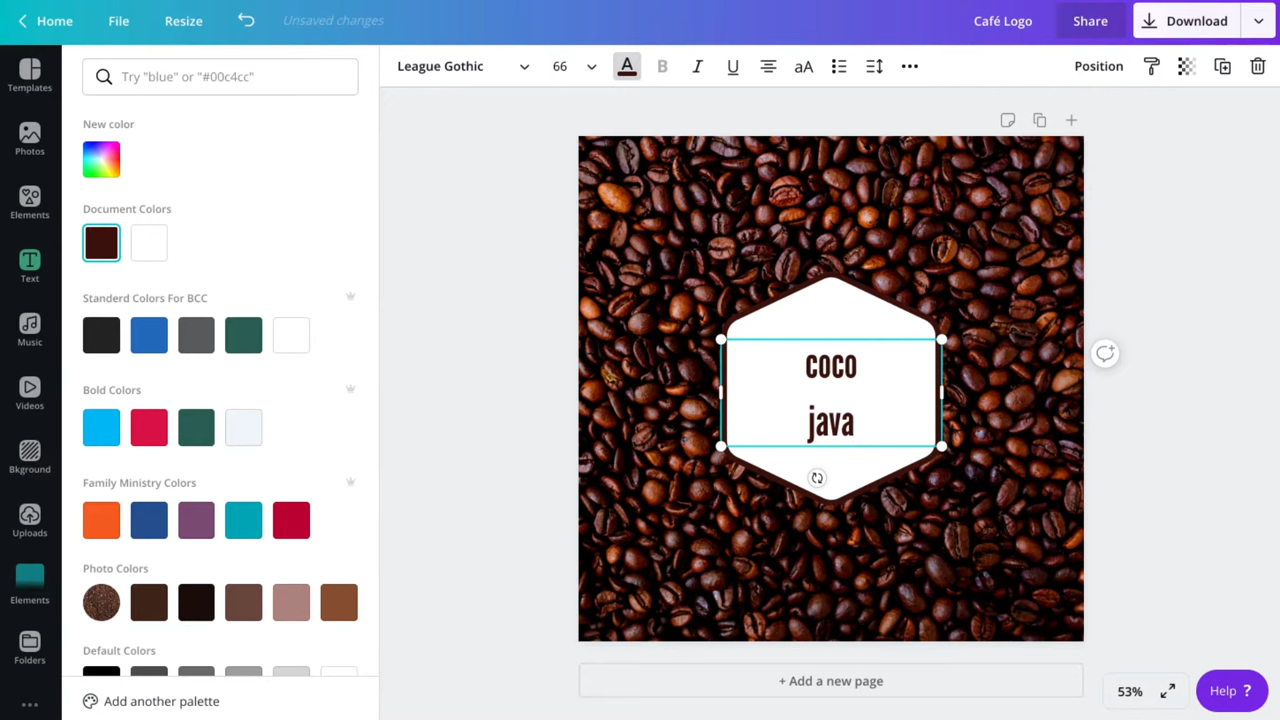 Home File Resize Unsaved changes Café Logo Share Download
Templates
Photos
Elements
Text
Music
Videos
Bkground
Uploads
Elements
Folders
Try "blue" or "#00c4cc"
New color
Document Colors
Standerd Colors For BCC
Bold Colors
Family Ministry Colors
Photo Colors
Default Colors
Add another palette
League Gothic 66 A B I U aA Position
coco
java
+ Add a new page
53% Help ?